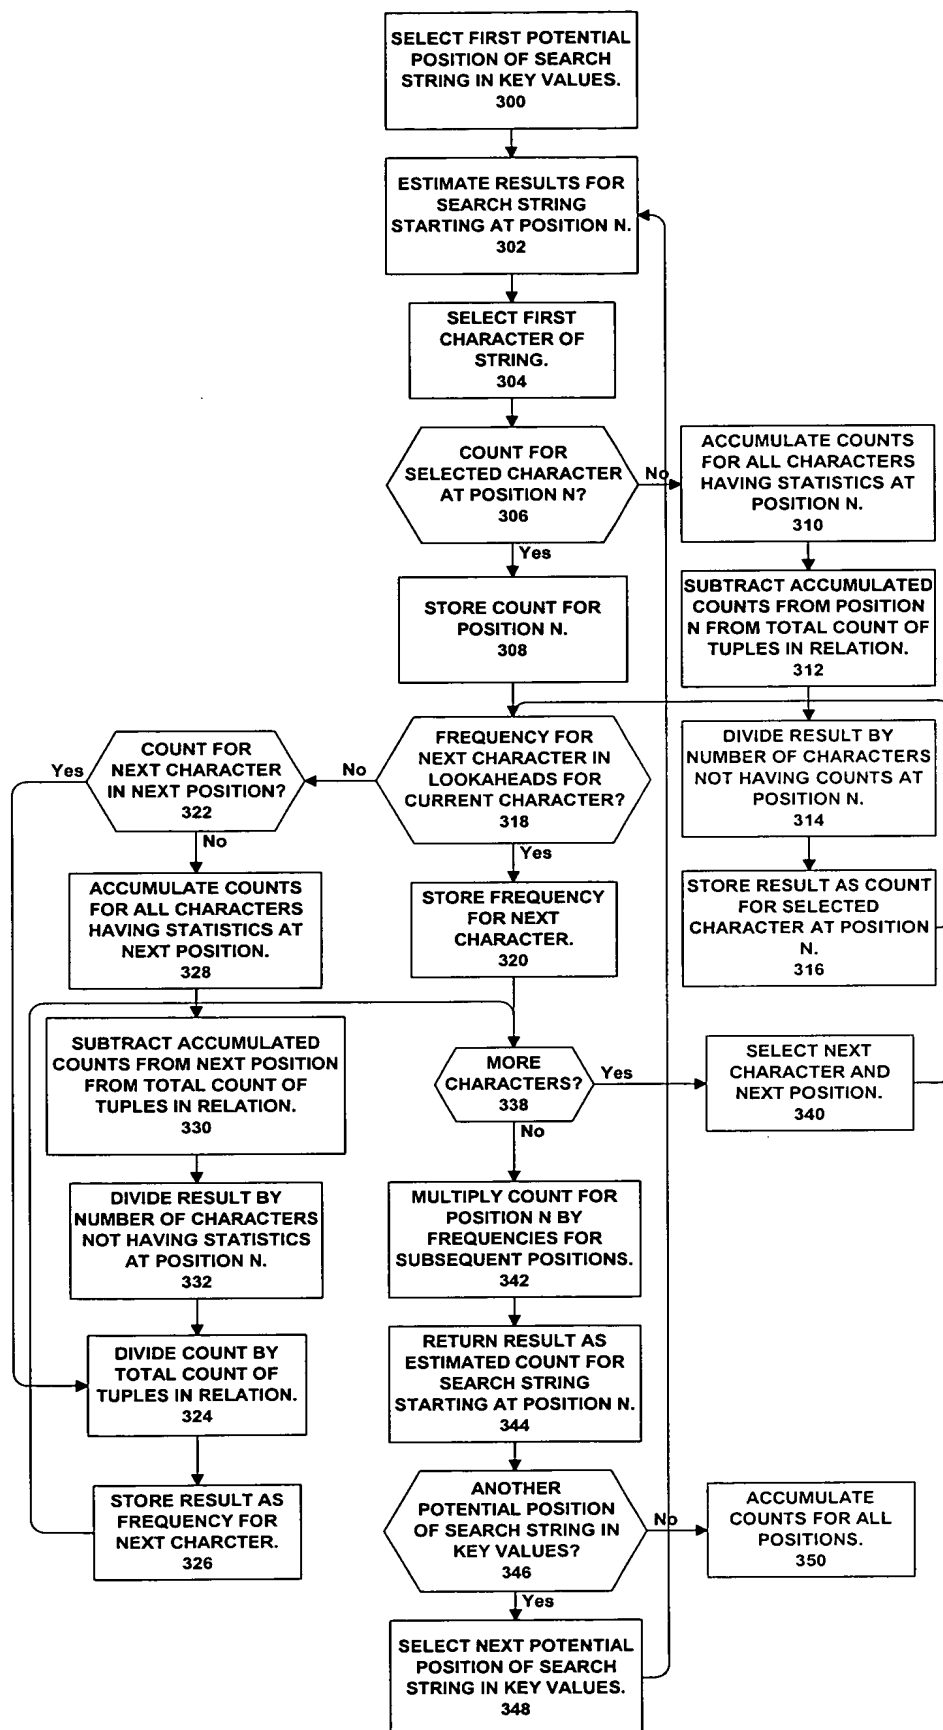 SELECT FIRST POTENTIAL
POSITION OF SEARCH
STRING IN KEY VALUES.
300
ESTIMATE RESULTS FOR
SEARCH STRING
STARTING AT POSITION N.
302
SELECT FIRST
CHARACTER OF
STRING.
304
COUNT FOR
SELECTED CHARACTER
AT POSITION N?
306
No
Yes
ACCUMULATE COUNTS
FOR ALL CHARACTERS
HAVING STATISTICS AT
POSITION N.
310
STORE COUNT FOR
POSITION N.
308
SUBTRACT ACCUMULATED
COUNTS FROM POSITION
N FROM TOTAL COUNT OF
TUPLES IN RELATION.
312
DIVIDE RESULT BY
NUMBER OF CHARACTERS
NOT HAVING COUNTS AT
POSITION N.
314
STORE RESULT AS COUNT
FOR SELECTED
CHARACTER AT POSITION
N.
316
FREQUENCY FOR
NEXT CHARACTER IN
LOOKAHEADS FOR
CURRENT CHARACTER?
318
No
Yes
COUNT FOR
NEXT CHARACTER
IN NEXT POSITION?
322
Yes
No
STORE FREQUENCY
FOR NEXT
CHARACTER.
320
ACCUMULATE COUNTS
FOR ALL CHARACTERS
HAVING STATISTICS AT
NEXT POSITION.
328
SUBTRACT ACCUMULATED
COUNTS FROM NEXT POSITION
FROM TOTAL COUNT OF
TUPLES IN RELATION.
330
DIVIDE RESULT BY
NUMBER OF CHARACTERS
NOT HAVING STATISTICS
AT POSITION N.
332
DIVIDE COUNT BY
TOTAL COUNT OF
TUPLES IN RELATION.
324
STORE RESULT AS
FREQUENCY FOR
NEXT CHARCTER.
326
MORE
CHARACTERS?
338
Yes
No
SELECT NEXT
CHARACTER AND
NEXT POSITION.
340
MULTIPLY COUNT FOR
POSITION N BY
FREQUENCIES FOR
SUBSEQUENT POSITIONS.
342
RETURN RESULT AS
ESTIMATED COUNT FOR
SEARCH STRING
STARTING AT POSITION N.
344
ANOTHER
POTENTIAL POSITION
OF SEARCH STRING IN
KEY VALUES?
346
No
Yes
ACCUMULATE
COUNTS FOR ALL
POSITIONS.
350
SELECT NEXT POTENTIAL
POSITION OF SEARCH
STRING IN KEY VALUES.
348